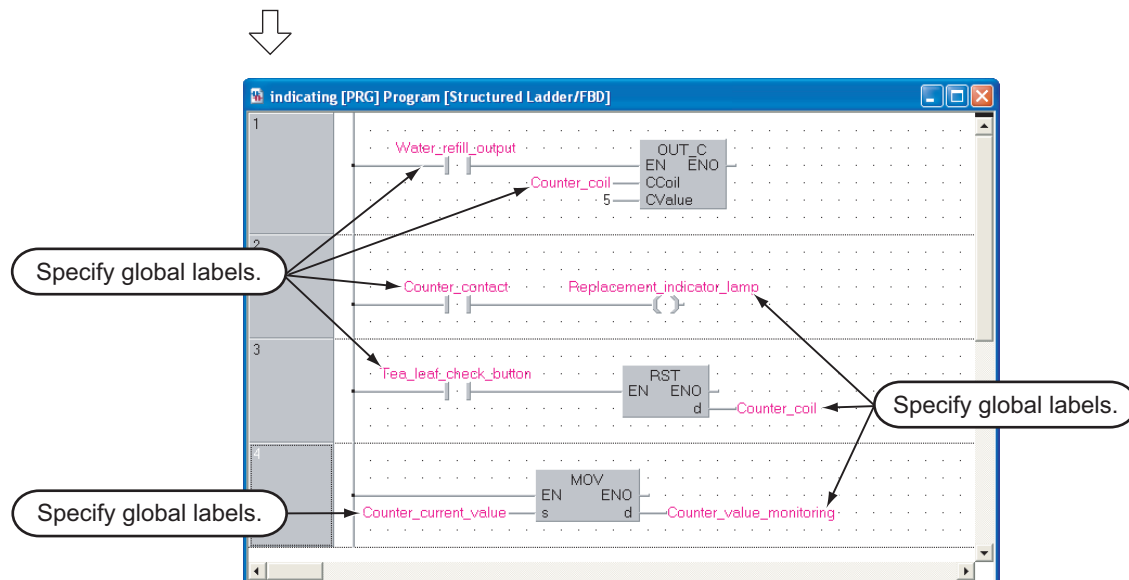 indicating [PRG] Program [Structured Ladder/FBD]
1
Water_refill_output
OUT_C
EN ENO
Counter_coil CCoil
5 CValue
2
Specify global labels.
Counter_contact Replacement_indicator_lamp
3
Tea_leaf_check_button
RST
EN ENO
d Counter_coil
Specify global labels.
4
MOV
EN ENO
Specify global labels.
Counter_current_value s d Counter_value_monitoring